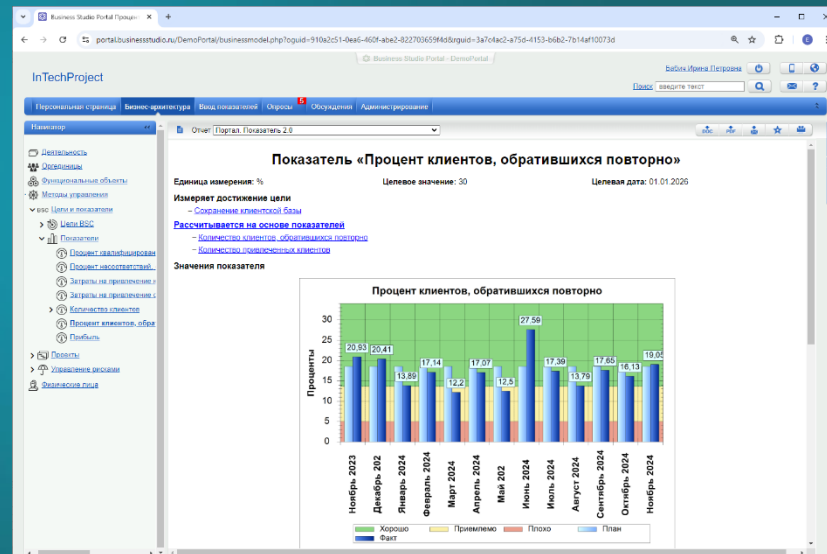 Business Studio Portal Процен
portal.businessstudio.ru/DemoPortal/businessmodel.php?oguid=910a2c51-0ea6-460f-abe2-822703659f4d&rguid=3a7c4ac2-a75d-4153-b6b2-7b14af10073d
Business Studio Portal - DemoPortal
InTechProject
Бабич Ирина Петровна
Поиск введите текст
Персональная страница Бизнес-архитектура Ввод показателей Опросы 5 Обсуждения Администрирование
Навигатор
Отчет Портал. Показатель 2.0
DOC PDF
Деятельность
Оргединицы
Функциональные объекты
Методы управления
BSC Цели и показатели
Цели BSC
Показатели
Процент квалифицирован
Процент несоответствий,
Затраты на привлечение
Затраты на привлечение
Количество клиентов
Процент клиентов, обра
Прибыль
Проекты
Управление рисками
Физические лица
Показатель «Процент клиентов, обратившихся повторно»
Единица измерения: % Целевое значение: 30 Целевая дата: 01.01.2026
Измеряет достижение цели
– Сохранение клиентской базы
Рассчитывается на основе показателей
– Количество клиентов, обратившихся повторно
– Количество привлеченных клиентов
Значения показателя
Процент клиентов, обратившихся повторно
Проценты
30
25
20
15
10
5
0
20,93 20,41 13,89 17,14 12,2 17,07 12,5 27,59 17,39 13,79 17,65 16,13 19,05
Ноябрь 2023
Декабрь 202
Январь 2024
Февраль 2024
Март 2024
Апрель 2024
Май 202
Июнь 2024
Июль 2024
Август 2024
Сентябрь 2024
Октябрь 2024
Ноябрь 2024
Хорошо Приемлемо Плохо План
Факт